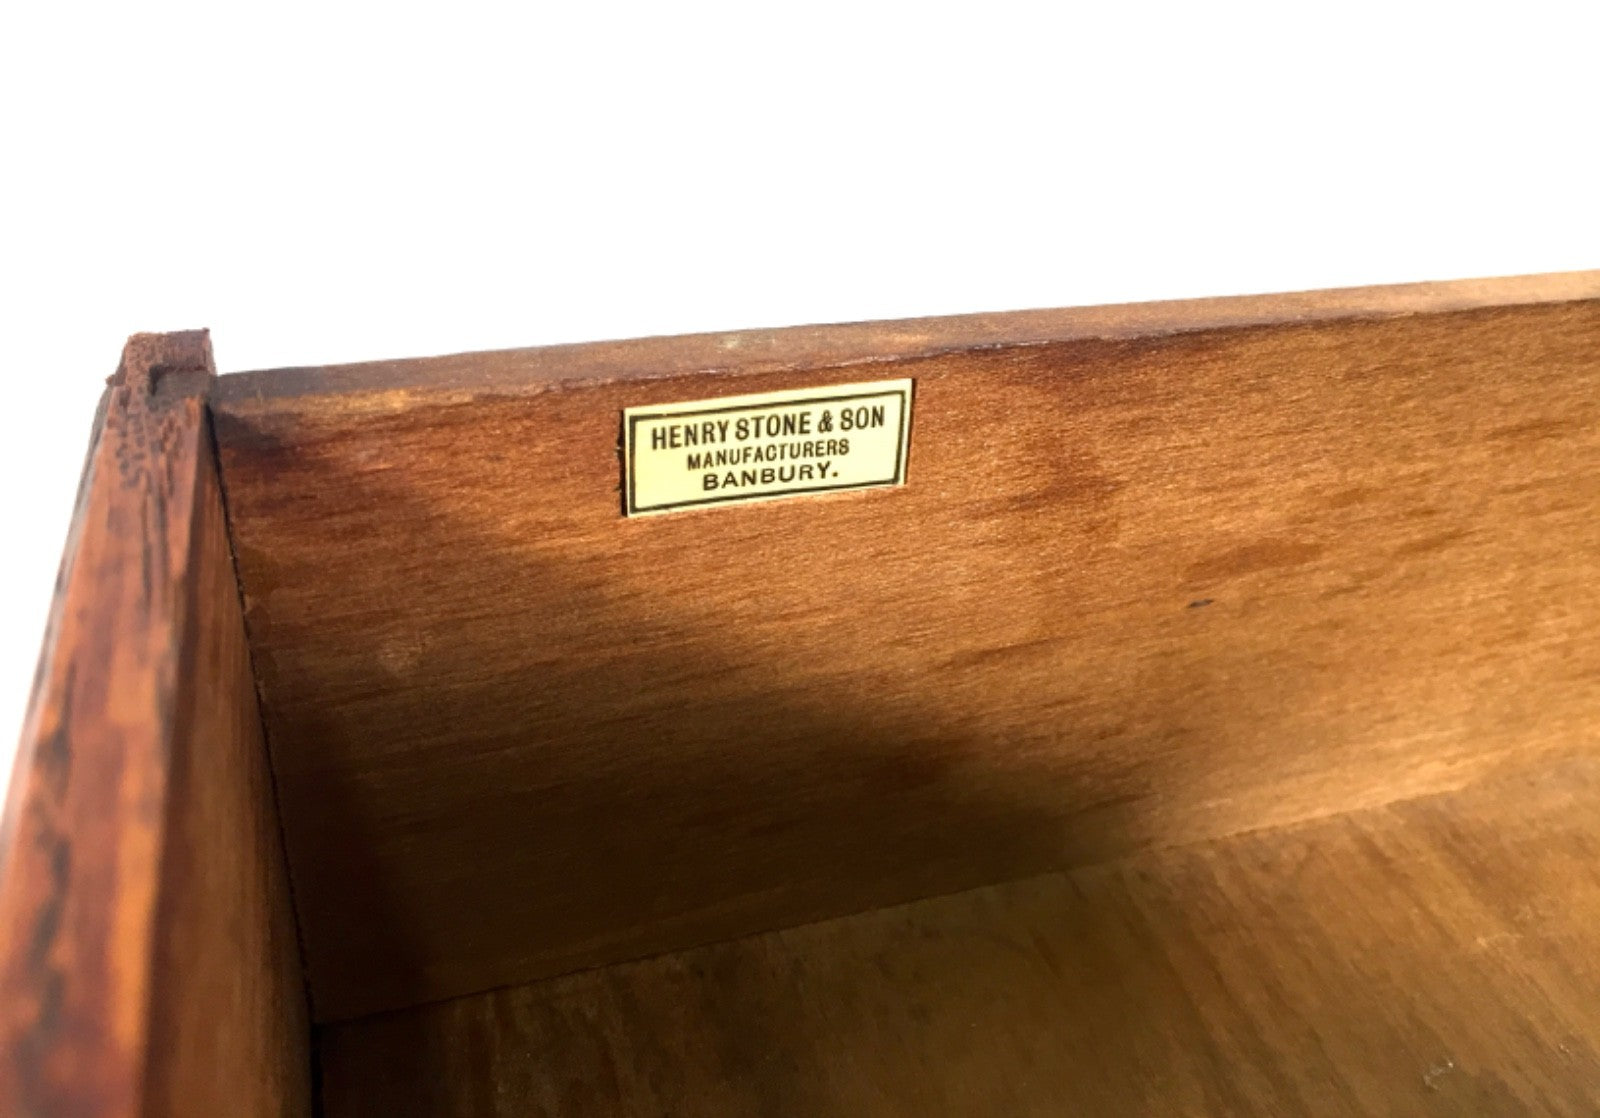 HENRY STONE & SON
MANUFACTURERS
BANBURY.